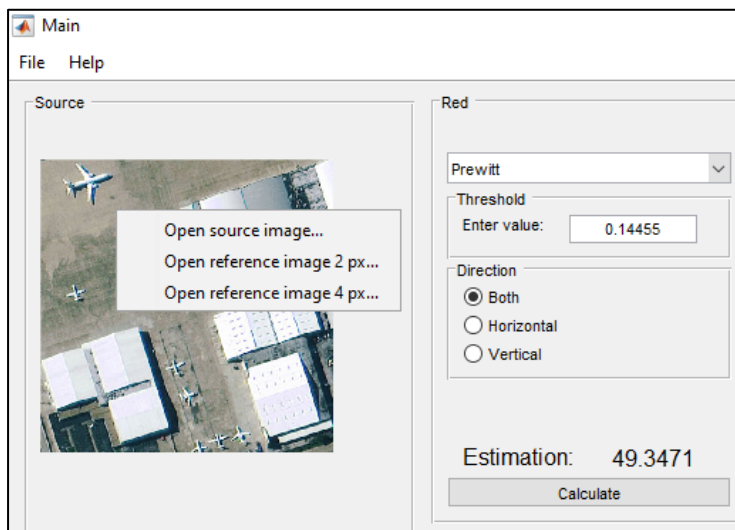 Main
File Help
Source
Open source image...
Open reference image 2 px...
Open reference image 4 px...
Red
Prewitt
Threshold
Enter value: 0.14455
Direction
Both
Horizontal
Vertical
Estimation: 49.3471
Calculate